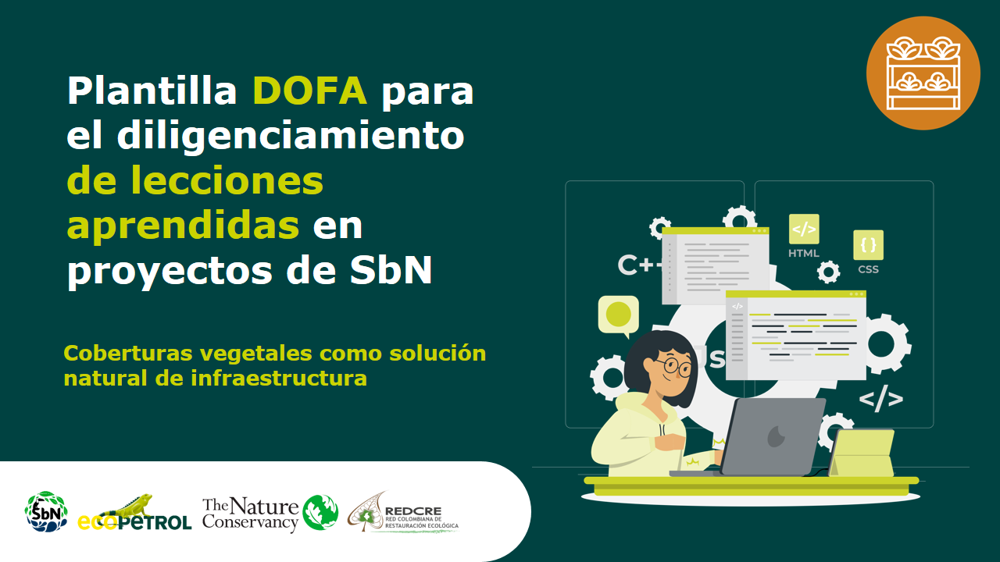 Plantilla DOFA para
el diligenciamiento
de lecciones
aprendidas en
proyectos de SbN
Coberturas vegetales como solución
natural de infraestructura
C++
</>
HTML
{ }
CSS
</>
Js
</>
SbN
ecopetrol
The Nature
Conservancy
REDCRE
RED COLOMBIANA DE
RESTAURACIÓN ECOLÓGICA